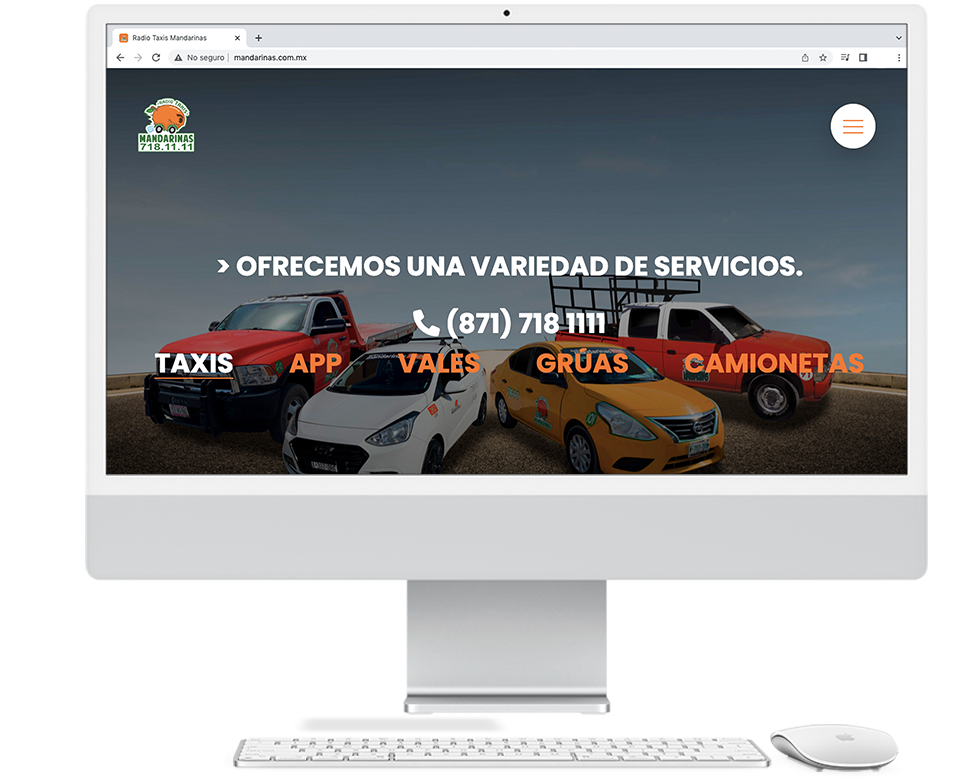 Radio Taxis Mandarinas
No seguro
mandarinas.com.mx
RADIO TAXIS
MANDARINAS
718.11.11
> OFRECEMOS UNA VARIEDAD DE SERVICIOS.
(871) 718 1111
TAXIS APP VALES GRÚAS CAMIONETAS